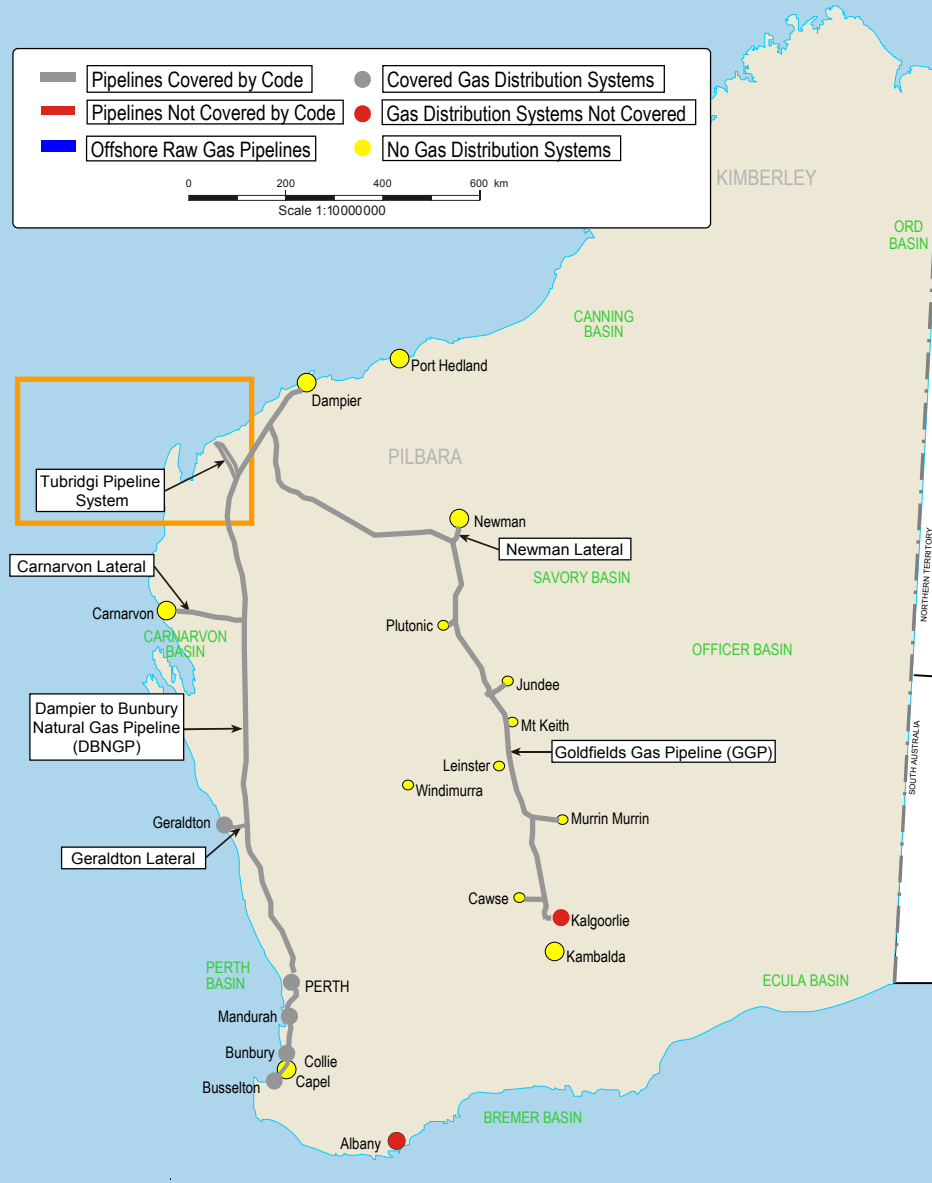 Pipelines Covered by Code
Covered Gas Distribution Systems
Pipelines Not Covered by Code
Gas Distribution Systems Not Covered
Offshore Raw Gas Pipelines
No Gas Distribution Systems
0 200 400 600 km
Scale 1:10000000
KIMBERLEY
ORD
BASIN
CANNING
BASIN
Port Hedland
Dampier
PILBARA
Tubridgi Pipeline
System
Newman
Newman Lateral
NORTHERN TERRITORY
Carnarvon Lateral
SAVORY BASIN
Carnarvon
Plutonic
CARNARVON
BASIN
OFFICER BASIN
Jundee
Dampier to Bunbury
Natural Gas Pipeline
(DBNGP)
Mt Keith
Goldfields Gas Pipeline (GGP)
SOUTH AUSTRALIA
Leinster
Windimurra
Geraldton
Murrin Murrin
Geraldton Lateral
Cawse
Kalgoorlie
Kambalda
PERTH
BASIN
PERTH
ECULA BASIN
Mandurah
Bunbury
Collie
Capel
Busselton
BREMER BASIN
Albany